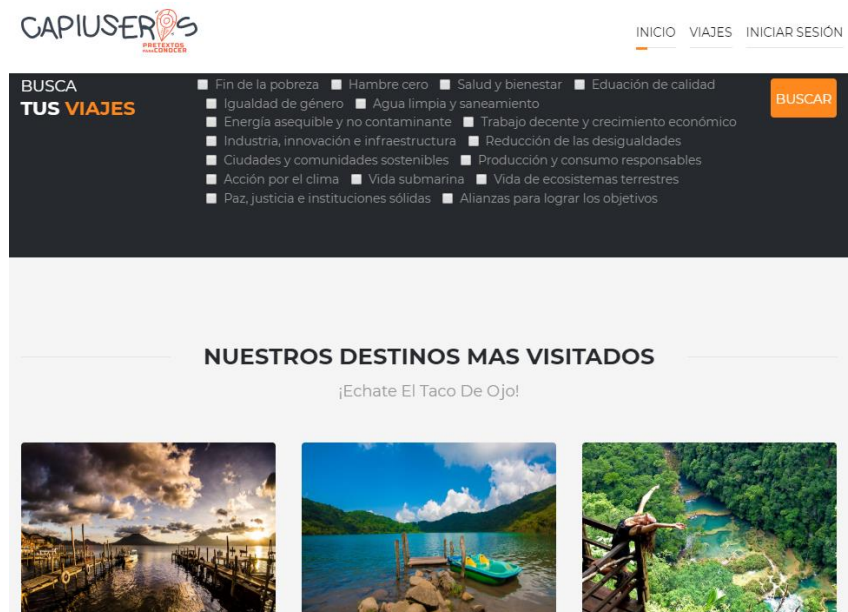 CAPIUSEROS
PRETEXTOS
PARA CONOCER
INICIO VIAJES INICIAR SESIÓN
BUSCA
TUS VIAJES
Fin de la pobreza Hambre cero Salud y bienestar Eduación de calidad
Igualdad de género Agua limpia y saneamiento
Energía asequible y no contaminante Trabajo decente y crecimiento económico
Industria, innovación e infraestructura Reducción de las desigualdades
Ciudades y comunidades sostenibles Producción y consumo responsables
Acción por el clima Vida submarina Vida de ecosistemas terrestres
Paz, justicia e instituciones sólidas Alianzas para lograr los objetivos
BUSCAR
NUESTROS DESTINOS MAS VISITADOS
¡Echate El Taco De Ojo!